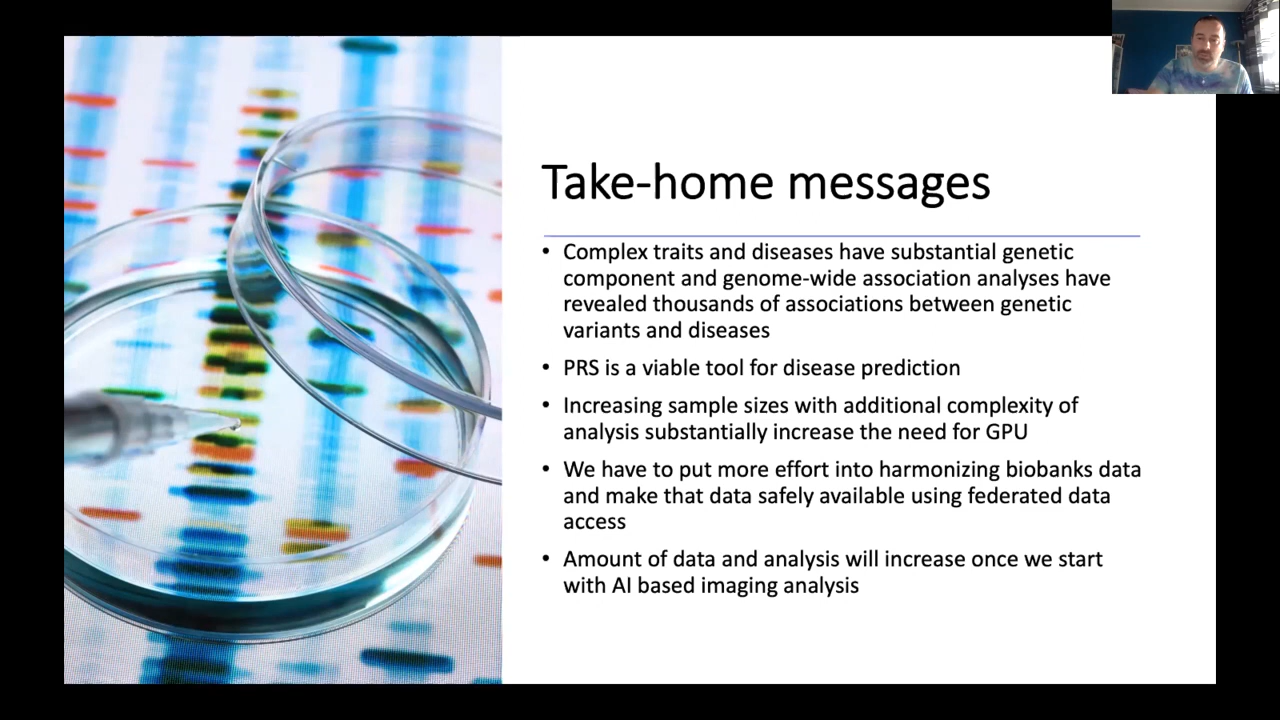 Take-home messages
• Complex traits and diseases have substantial genetic
component and genome-wide association analyses have
revealed thousands of associations between genetic
variants and diseases
• PRS is a viable tool for disease prediction
• Increasing sample sizes with additional complexity of
analysis substantially increase the need for GPU
• We have to put more effort into harmonizing biobanks data
and make that data safely available using federated data
access
• Amount of data and analysis will increase once we start
with AI based imaging analysis